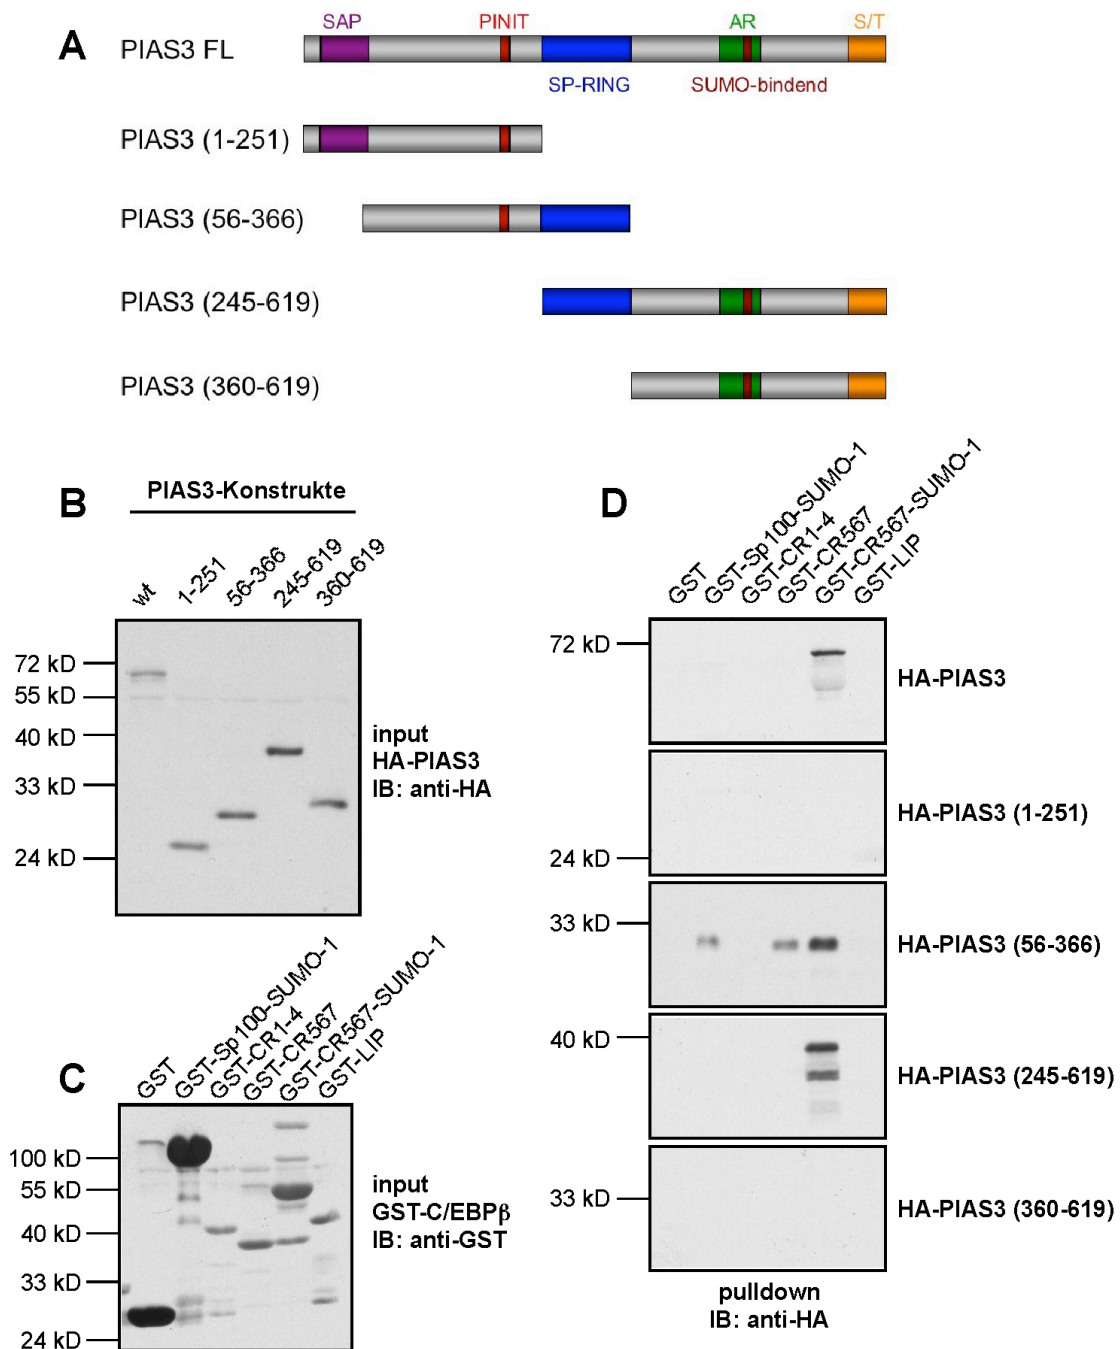 A
SAP PINIT AR S/T
PIAS3 FL
SP-RING SUMO-bindend
PIAS3 (1-251)
PIAS3 (56-366)
PIAS3 (245-619)
PIAS3 (360-619)
B
PIAS3-Konstrukte
wt 1-251 56-366 245-619 360-619
72 kD
55 kD
40 kD
33 kD
24 kD
input
HA-PIAS3
IB: anti-HA
C
GST GST-Sp100-SUMO-1 GST-CR1-4 GST-CR567 GST-CR567-SUMO-1 GST-LIP
100 kD
55 kD
40 kD
33 kD
24 kD
input
GST-C/EBPβ
IB: anti-GST
D
GST GST-Sp100-SUMO-1 GST-CR1-4 GST-CR567 GST-CR567-SUMO-1 GST-LIP
72 kD
HA-PIAS3
24 kD
HA-PIAS3 (1-251)
33 kD
HA-PIAS3 (56-366)
40 kD
HA-PIAS3 (245-619)
33 kD
HA-PIAS3 (360-619)
pulldown
IB: anti-HA